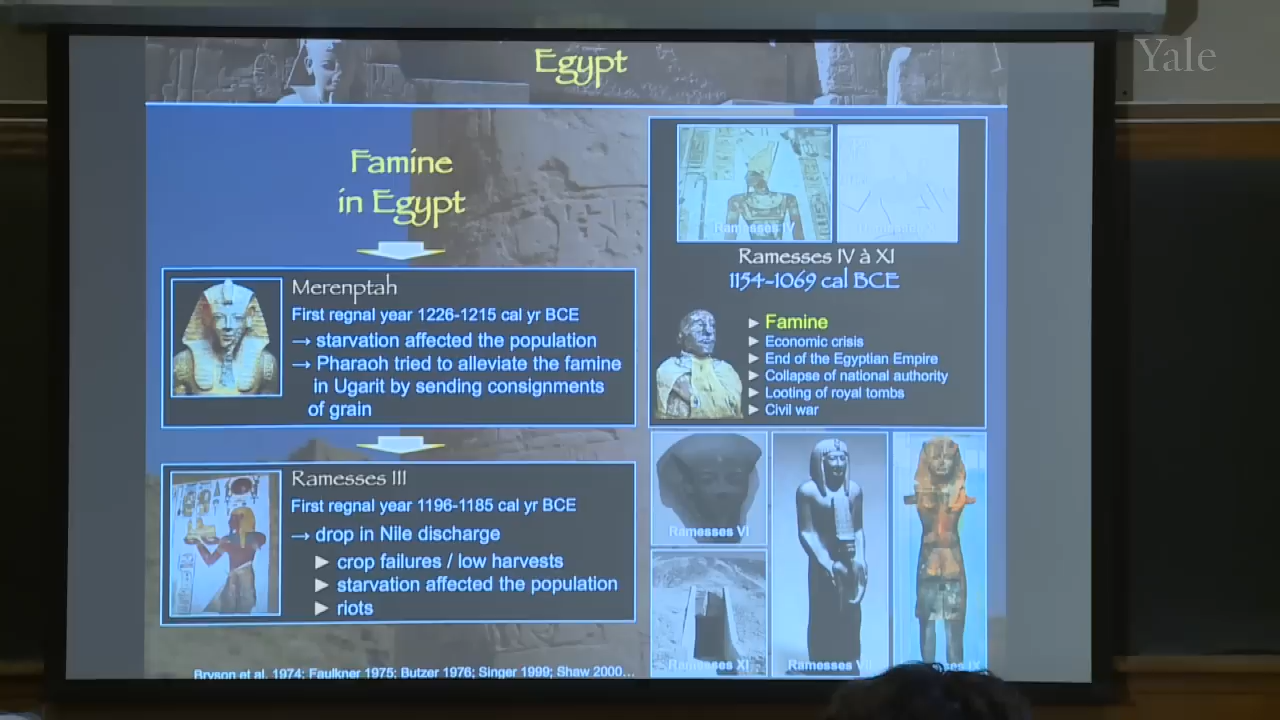 Yale
Egypt
Famine
in Egypt
Merenptah
First regnal year 1226-1215 cal yr BCE
→ starvation affected the population
→ Pharaoh tried to alleviate the famine
in Ugarit by sending consignments
of grain
Ramesses III
First regnal year 1196-1185 cal yr BCE
→ drop in Nile discharge
► crop failures / low harvests
► starvation affected the population
► riots
Bryson et al. 1974; Faulkner 1975; Butzer 1976; Singer 1999; Shaw 2000...
Ramesses IV
Ramesses IV à XI
1154-1069 cal BCE
► Famine
► Economic crisis
► End of the Egyptian Empire
► Collapse of national authority
► Looting of royal tombs
► Civil war
Ramesses VI
Ramesses XI
Ramesses VII
IX